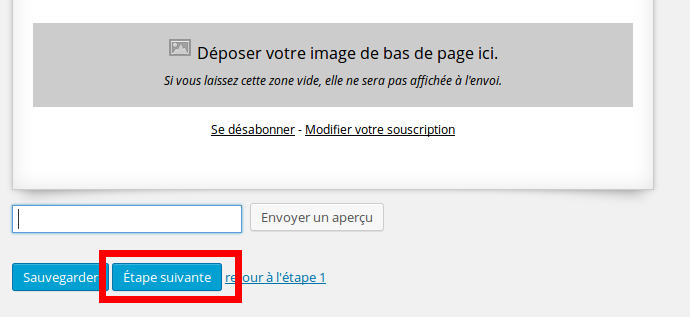 Déposer votre image de bas de page ici.
Si vous laissez cette zone vide, elle ne sera pas affichée à l'envoi.
Se désabonner - Modifier votre souscription
Envoyer un aperçu
Sauvegarder Étape suivante retour à l'étape 1